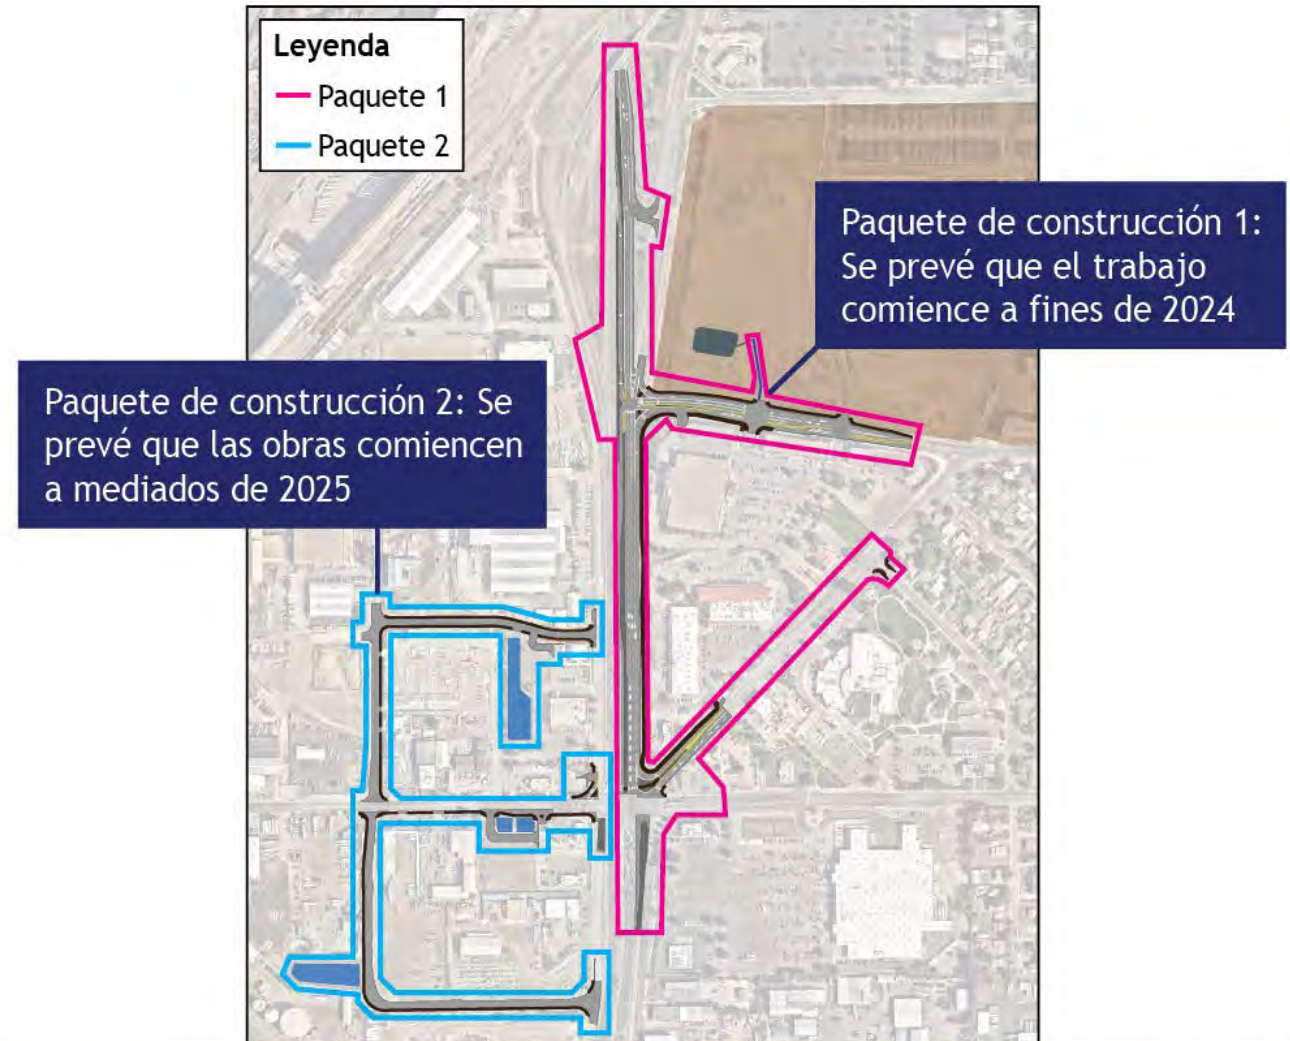 Leyenda
Paquete 1
Paquete 2
Paquete de construcción 1:
Se prevé que el trabajo
comience a fines de 2024
Paquete de construcción 2: Se
prevé que las obras comiencen
a mediados de 2025